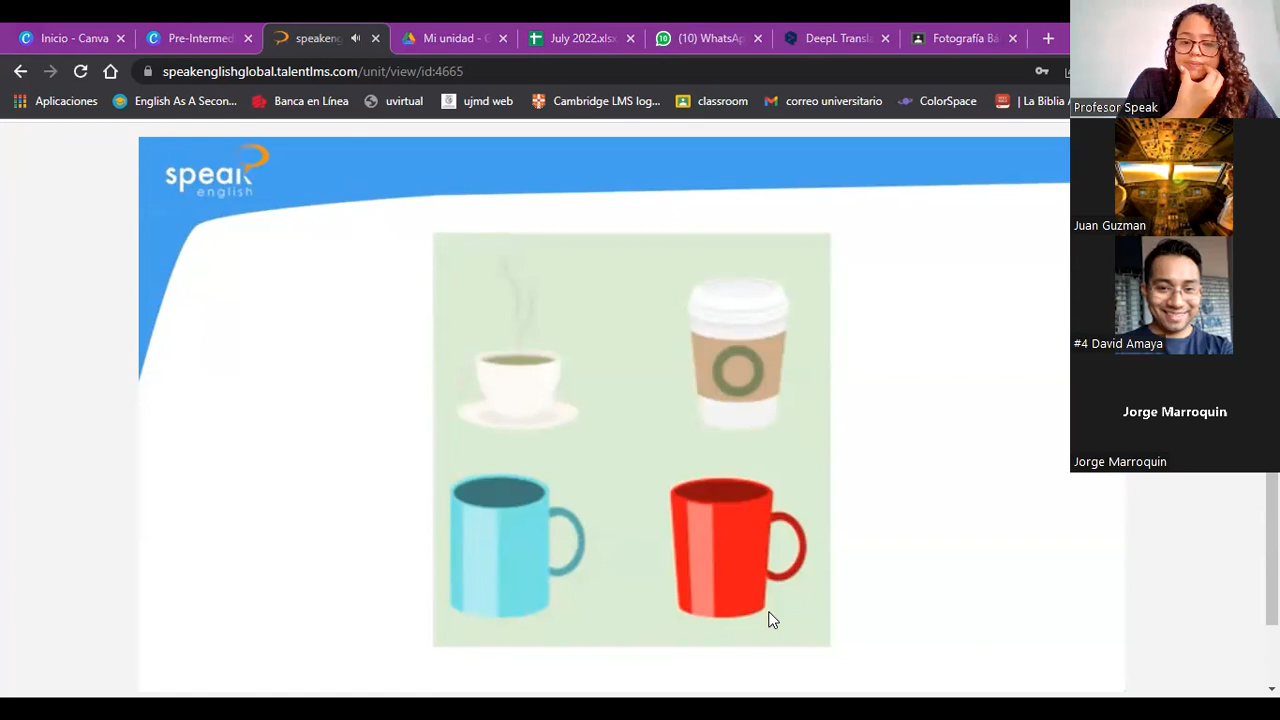 Inicio - Canva
Pre-Intermed
speakeng
Mi unidad - G
July 2022.xlsx
(10) WhatsAp
DeepL Transla
Fotografía Bá
speakenglishglobal.talentlms.com/unit/view/id:4665
Aplicaciones
English As A Secon...
Banca en Línea
uvirtual
ujmd web
Cambridge LMS log...
classroom
correo universitario
ColorSpace
| La Biblia A
Profesor Speak
speak
english
Juan Guzman
#4 David Amaya
Jorge Marroquin
Jorge Marroquin